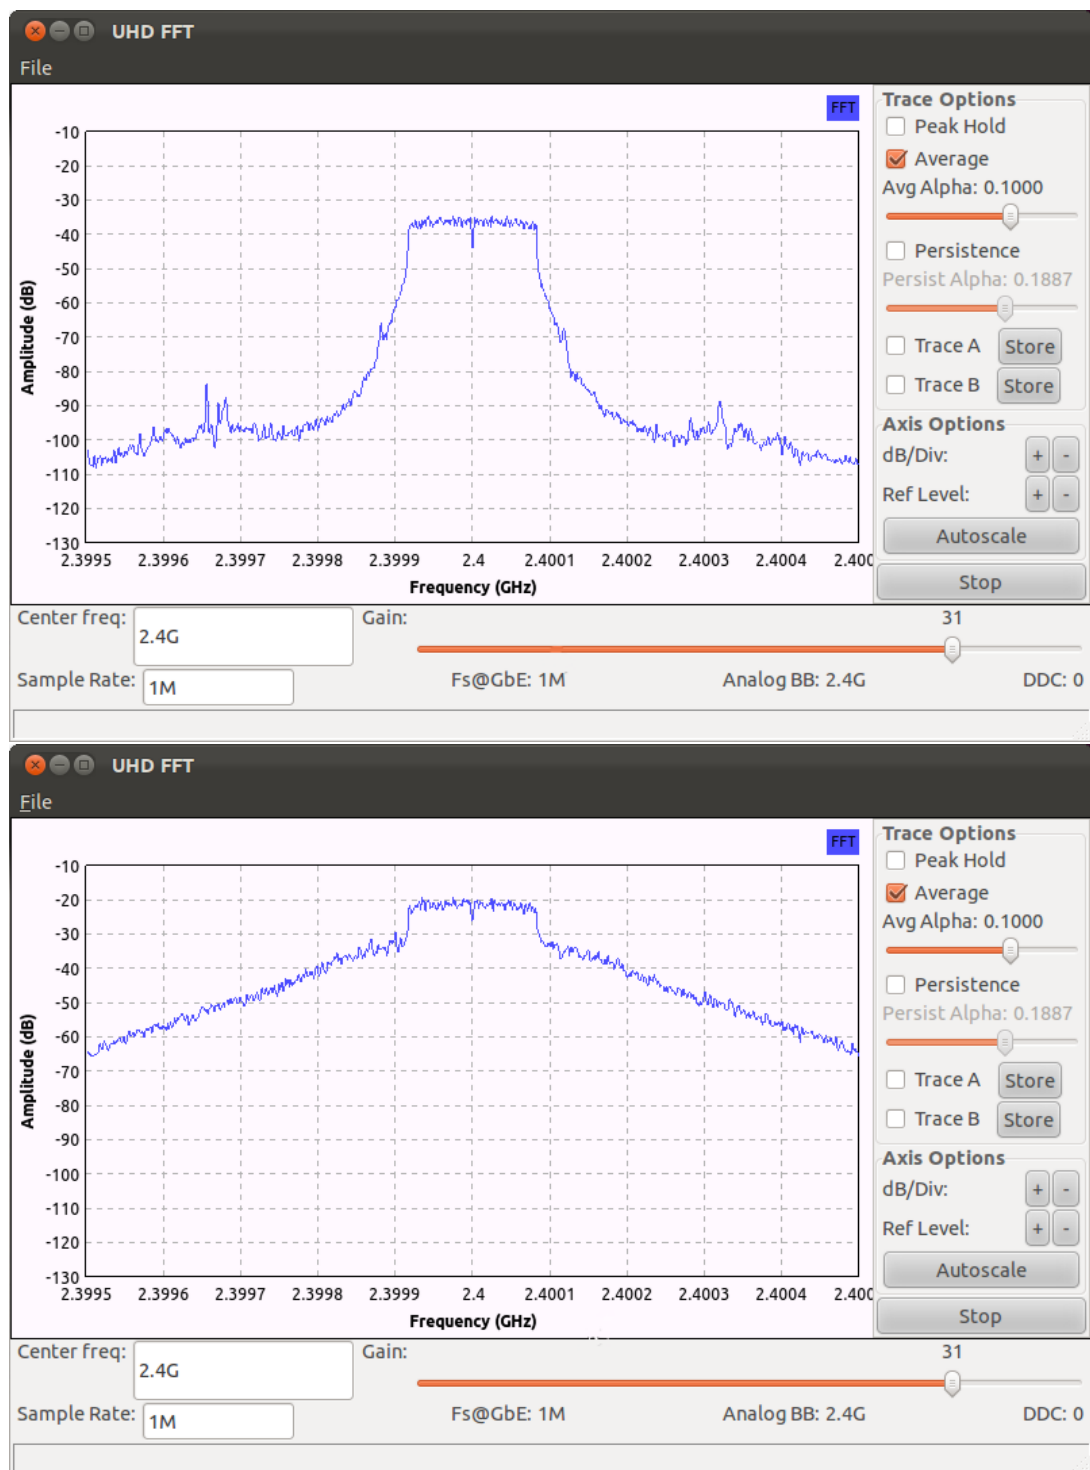 UHD FFT
File
FFT
-10
-20
-30
-40
-50
-60
-70
-80
-90
-100
-110
-120
-130
Amplitude (dB)
2.3995 2.3996 2.3997 2.3998 2.3999 2.4 2.4001 2.4002 2.4003 2.4004 2.400
Frequency (GHz)
Trace Options
Peak Hold
Average
Avg Alpha: 0.1000
Persistence
Persist Alpha: 0.1887
Trace A Store
Trace B Store
Axis Options
dB/Div: + -
Ref Level: + -
Autoscale
Stop
Center freq: 2.4G Gain: 31
Sample Rate: 1M Fs@GbE: 1M Analog BB: 2.4G DDC: 0
UHD FFT
File
FFT
-10
-20
-30
-40
-50
-60
-70
-80
-90
-100
-110
-120
-130
Amplitude (dB)
2.3995 2.3996 2.3997 2.3998 2.3999 2.4 2.4001 2.4002 2.4003 2.4004 2.400
Frequency (GHz)
Trace Options
Peak Hold
Average
Avg Alpha: 0.1000
Persistence
Persist Alpha: 0.1887
Trace A Store
Trace B Store
Axis Options
dB/Div: + -
Ref Level: + -
Autoscale
Stop
Center freq: 2.4G Gain: 31
Sample Rate: 1M Fs@GbE: 1M Analog BB: 2.4G DDC: 0